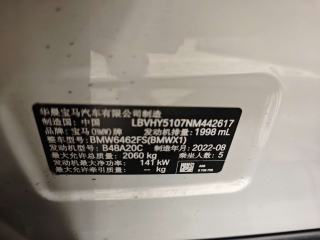 华晨宝马汽车有限公司制造
制造国：中国 LBVHY5107NM442617
品牌：宝马(BMW)牌 发动机排量：1998 mL
整车型号：BMW6462FS(BMWX1)
发动机型号：B48A20C 制造年月：2022-08
最大允许总质量：2060 kg 乘坐人数：5
发动机最大净功率：141 kW
最大允许牵引质量：-- kg